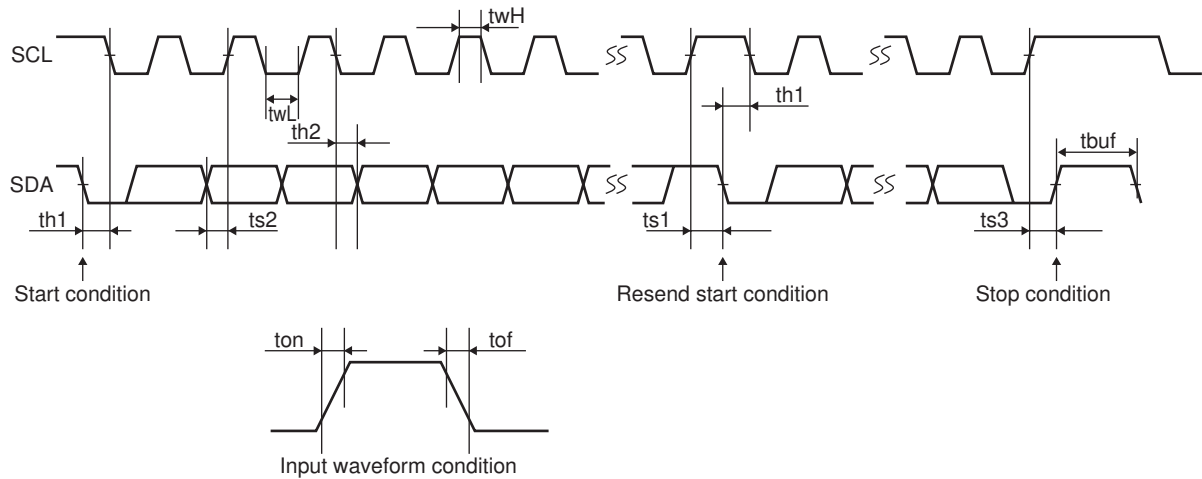 twH
SCL
twL
th1
th2
tbuf
SDA
th1
ts2
ts1
ts3
Start condition
Resend start condition
Stop condition
ton
tof
Input waveform condition